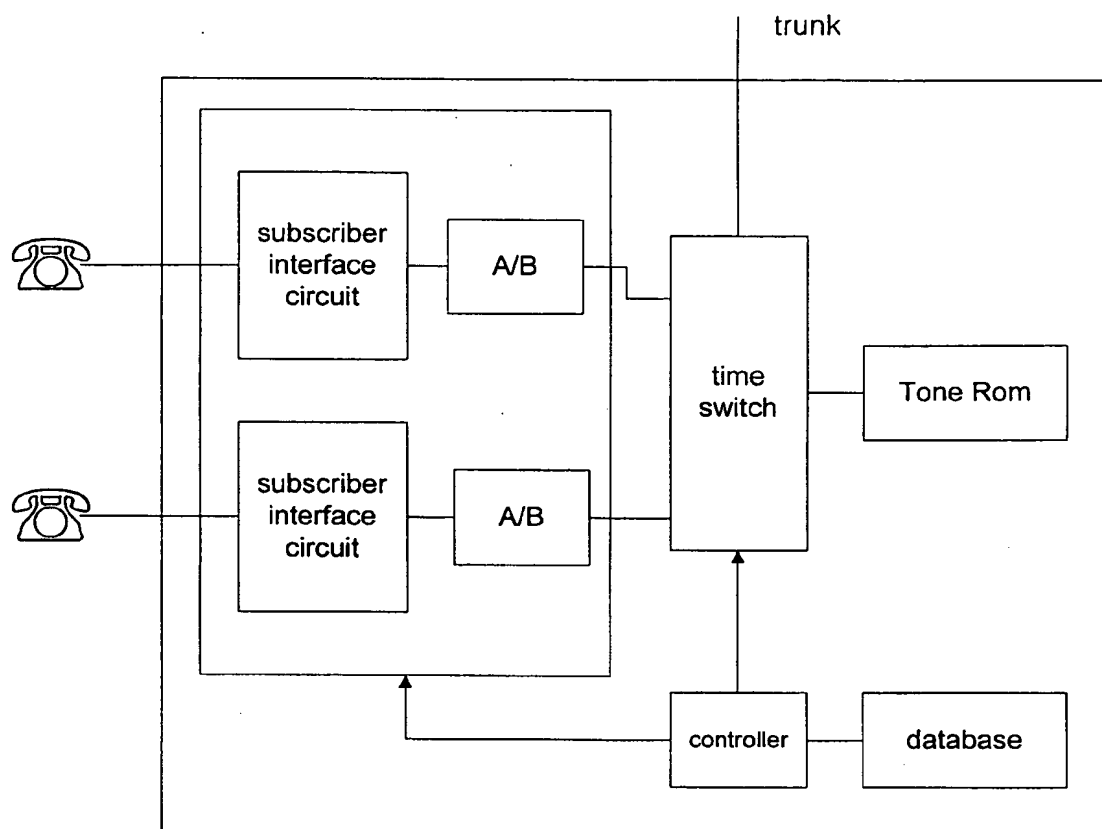 trunk
subscriber
interface
circuit
A/B
time
switch
Tone Rom
subscriber
interface
circuit
A/B
controller
database